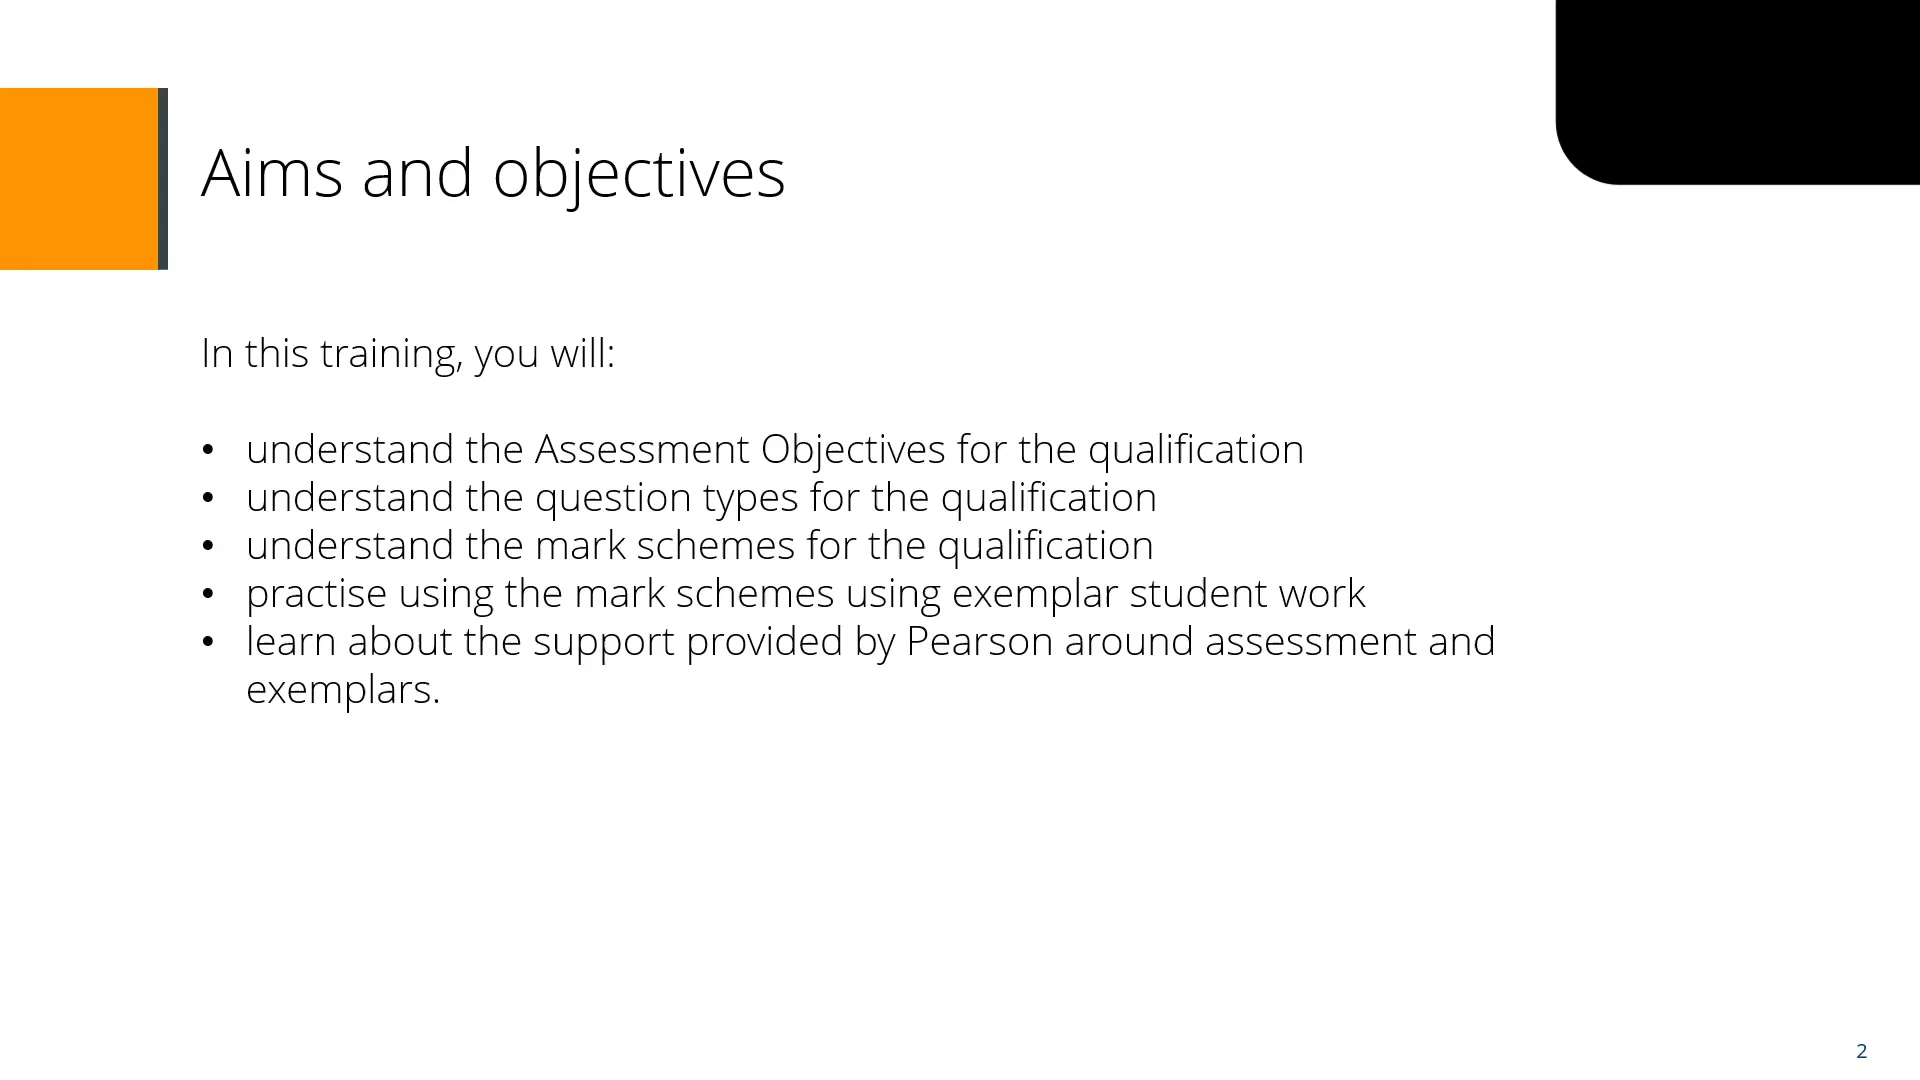 Aims and objectives
In this training, you will:
• understand the Assessment Objectives for the qualification
• understand the question types for the qualification
• understand the mark schemes for the qualification
• practise using the mark schemes using exemplar student work
• learn about the support provided by Pearson around assessment and
exemplars.
2